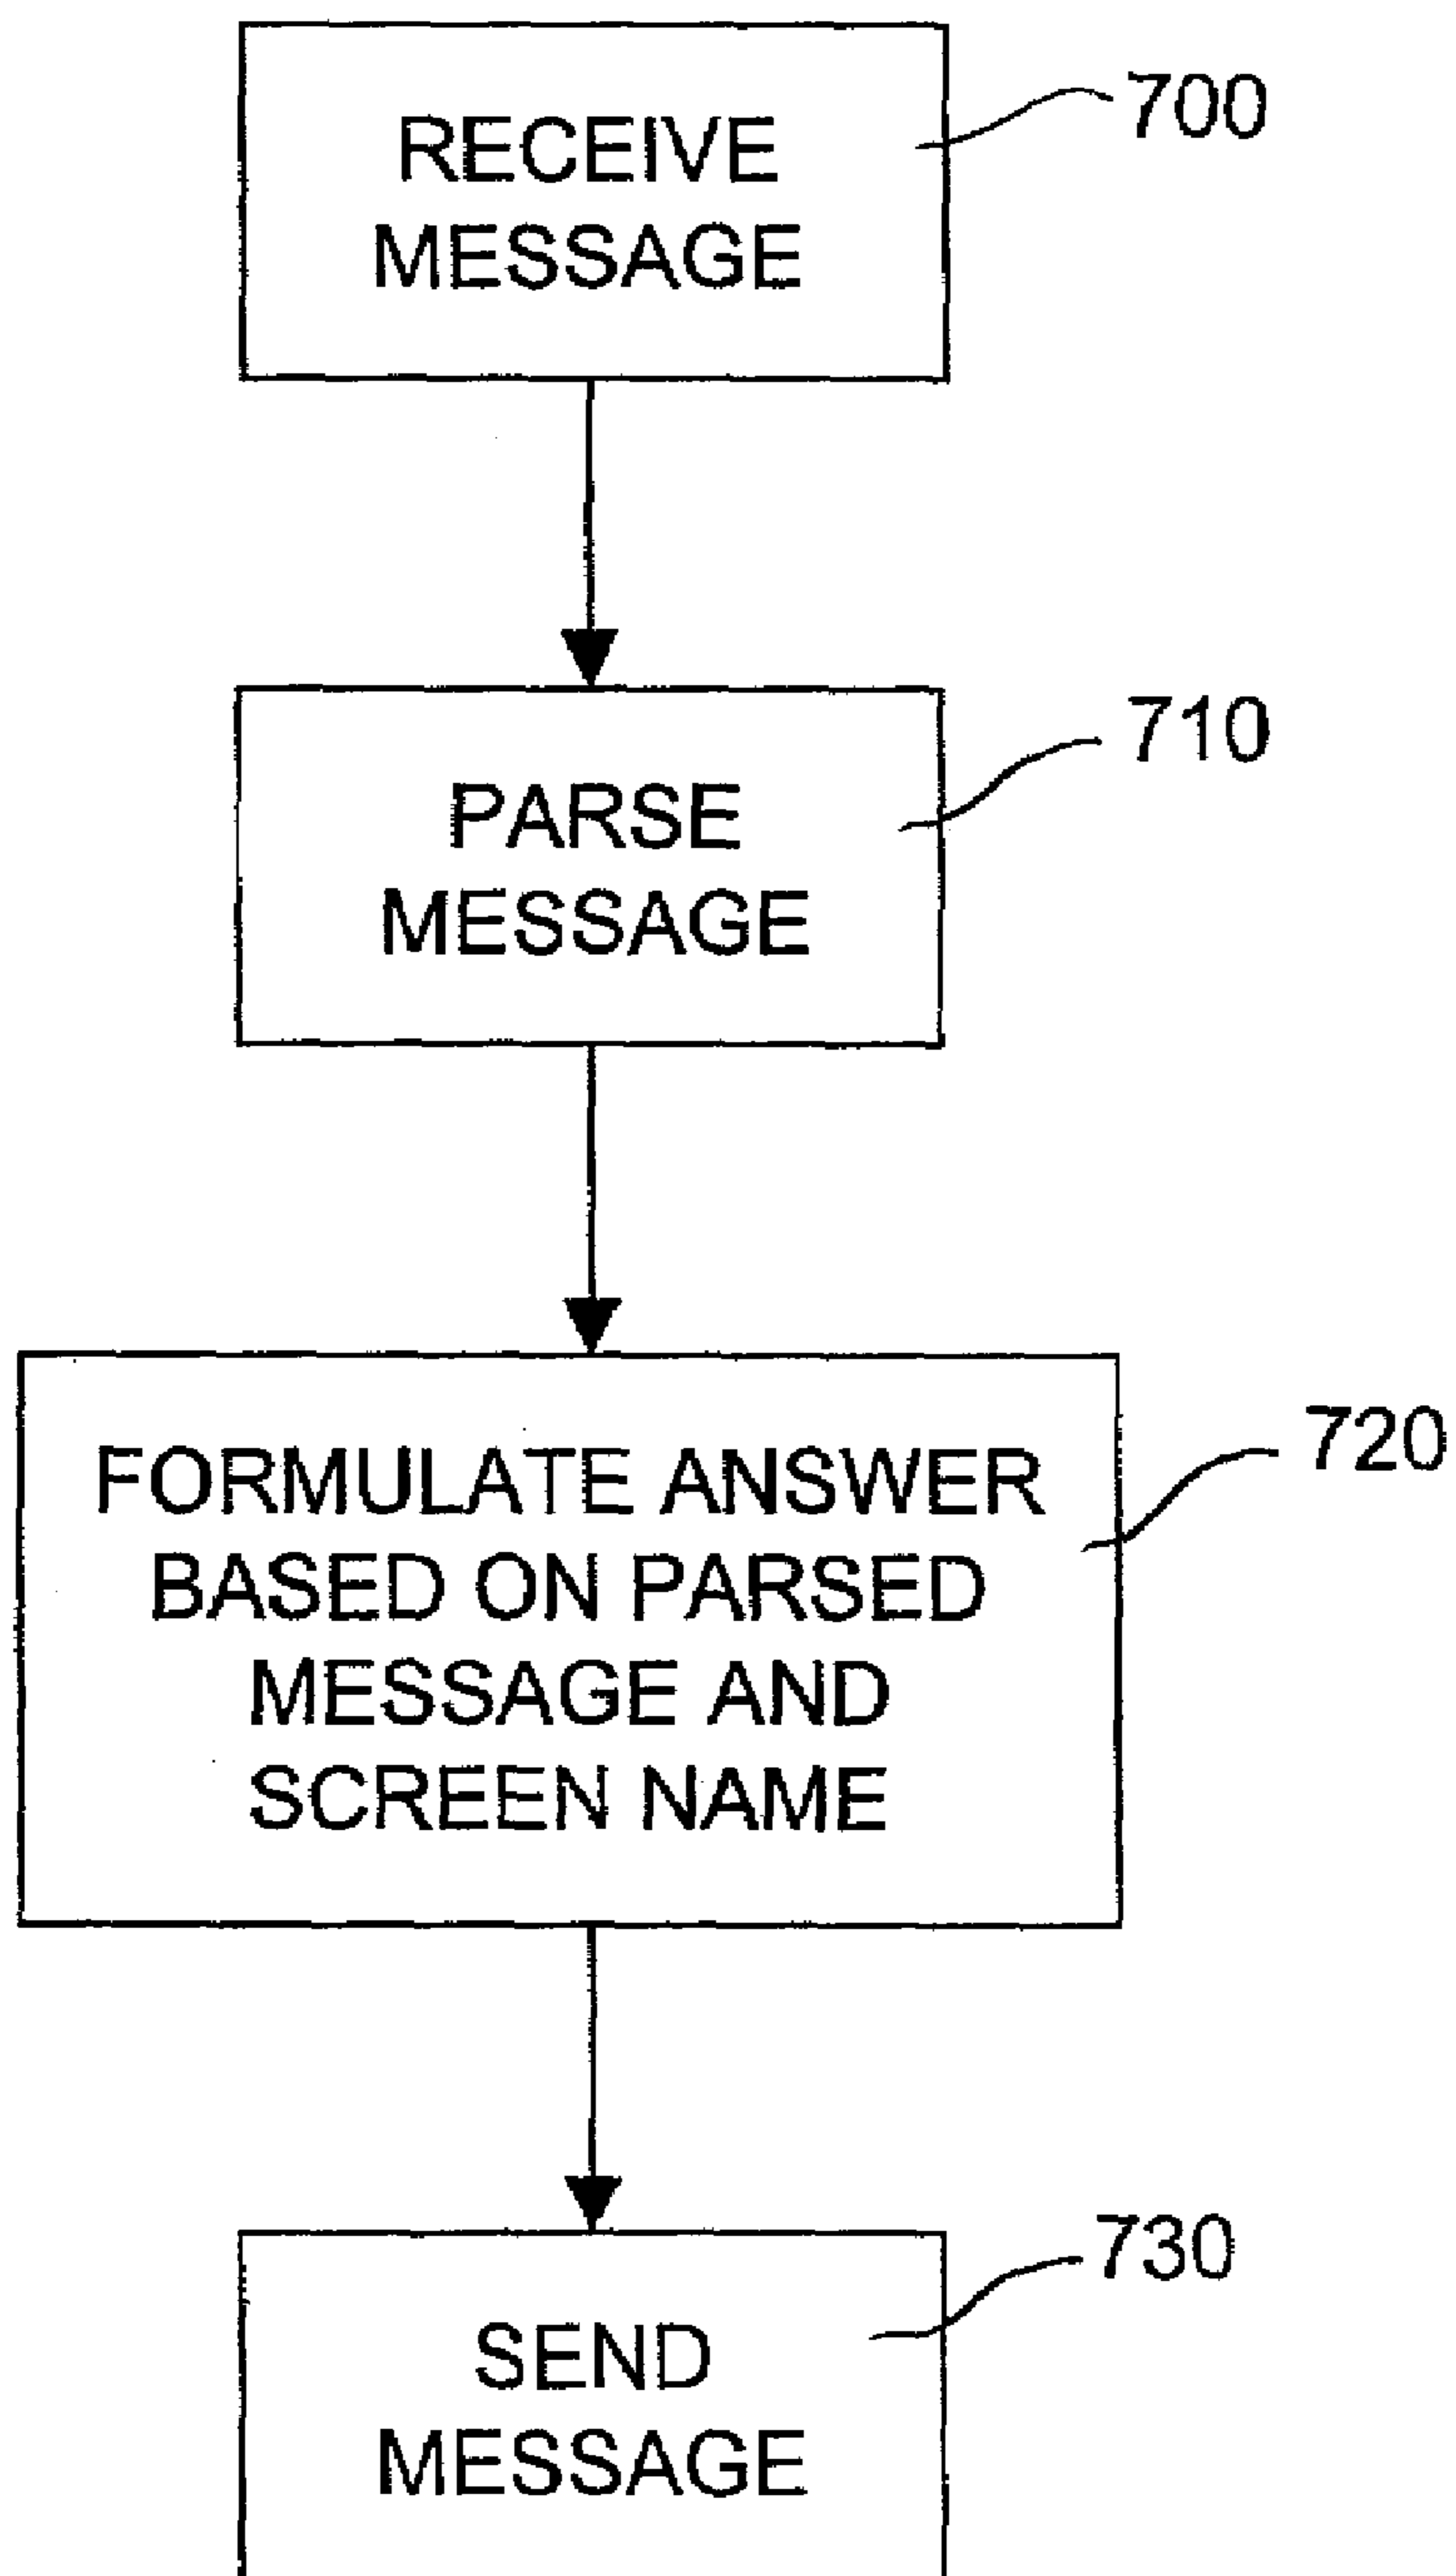 RECEIVE
MESSAGE
700
PARSE
MESSAGE
710
FORMULATE ANSWER
BASED ON PARSED
MESSAGE AND
SCREEN NAME
720
SEND
MESSAGE
730